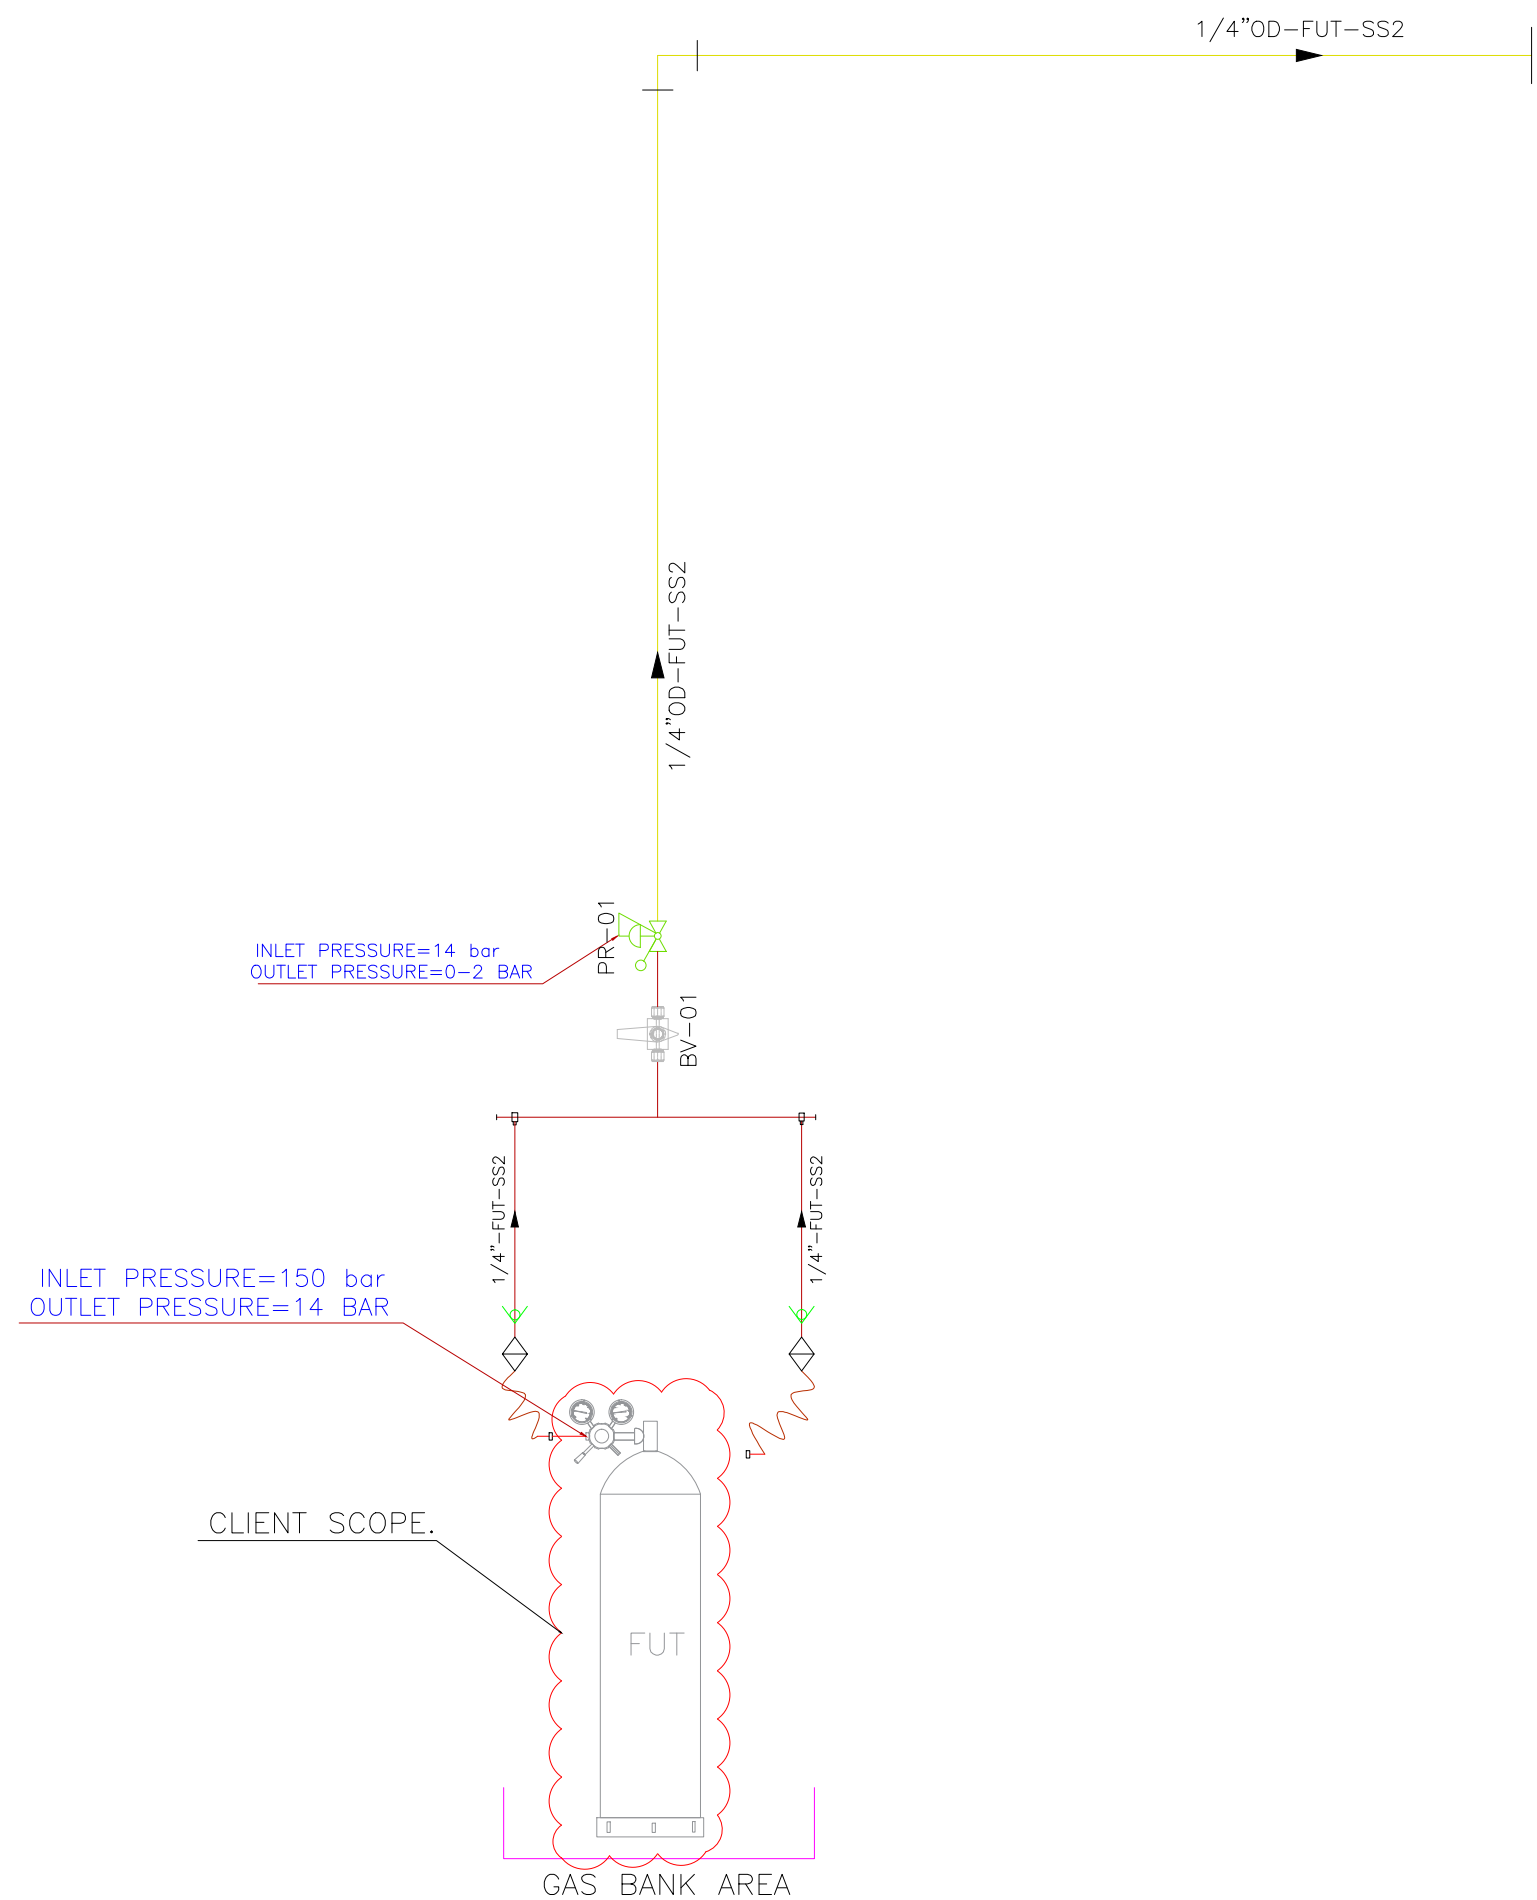 1/4”OD-FUT-SS2
1/4”OD-FUT-SS2
PR-01
INLET PRESSURE=14 bar
OUTLET PRESSURE=0-2 BAR
BV-01
1/4”-FUT-SS2
1/4”-FUT-SS2
INLET PRESSURE=150 bar
OUTLET PRESSURE=14 BAR
CLIENT SCOPE.
FUT
GAS BANK AREA